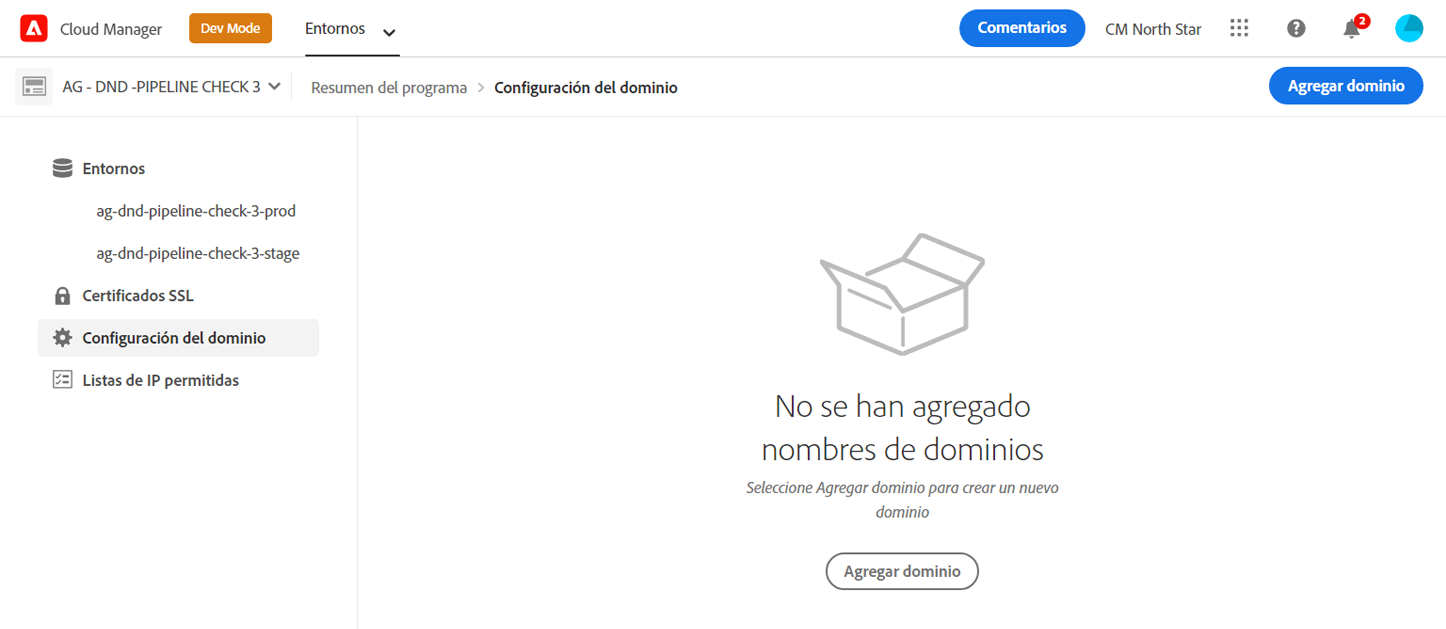 Cloud Manager Dev Mode Entornos Comentarios CM North Star 2
AG - DND -PIPELINE CHECK 3 Resumen del programa > Configuración del dominio Agregar dominio
Entornos
ag-dnd-pipeline-check-3-prod
ag-dnd-pipeline-check-3-stage
Certificados SSL
Configuración del dominio
Listas de IP permitidas
No se han agregado
nombres de dominios
Seleccione Agregar dominio para crear un nuevo
dominio
Agregar dominio